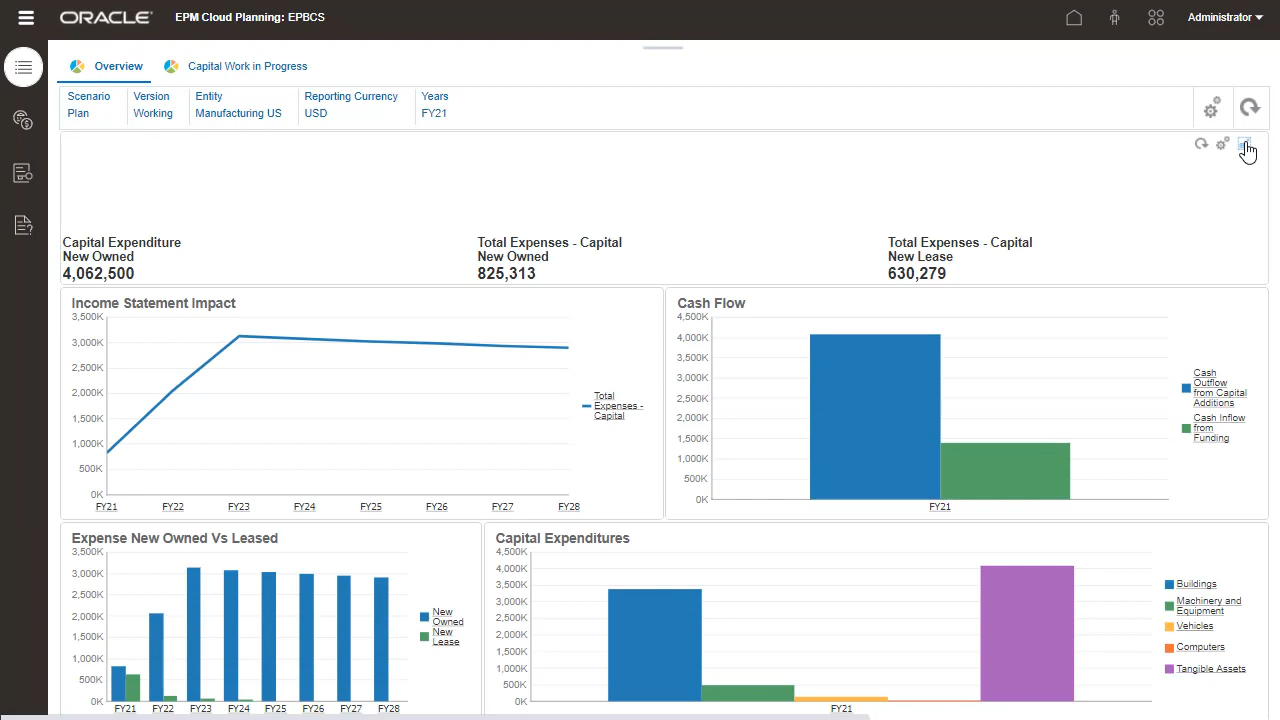 ORACLE EPM Cloud Planning: EPBCS Administrator
Overview Capital Work in Progress
Scenario Version Entity Reporting Currency Years
Plan Working Manufacturing US USD FY21
Capital Expenditure
New Owned
4,062,500
Total Expenses - Capital
New Owned
825,313
Total Expenses - Capital
New Lease
630,279
Income Statement Impact
3,500K
3,000K
2,500K
2,000K
1,500K
1,000K
500K
0K
FY21 FY22 FY23 FY24 FY25 FY26 FY27 FY28
Total
Expenses -
Capital
Cash Flow
4,500K
4,000K
3,500K
3,000K
2,500K
2,000K
1,500K
1,000K
500K
0K
FY21
Cash
Outflow
from Capital
Additions
Cash Inflow
from
Funding
Expense New Owned Vs Leased
3,500K
3,000K
2,500K
2,000K
1,500K
1,000K
500K
0K
FY21 FY22 FY23 FY24 FY25 FY26 FY27 FY28
New
Owned
New
Lease
Capital Expenditures
4,500K
4,000K
3,500K
3,000K
2,500K
2,000K
1,500K
1,000K
500K
0K
FY21
Buildings
Machinery and
Equipment
Vehicles
Computers
Tangible Assets